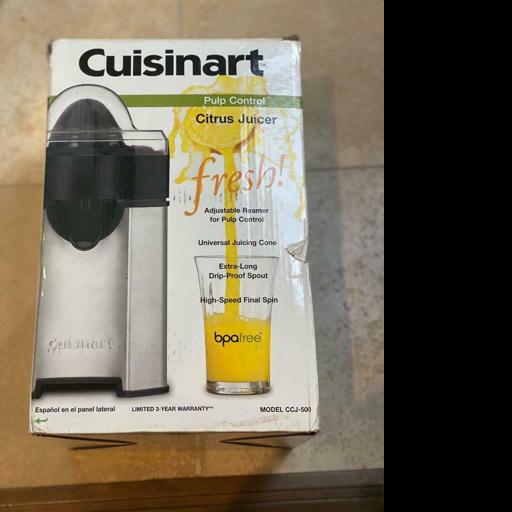 Cuisinart
Pulp Control
Citrus Juicer
fresh!
Adjustable Reamer
for Pulp Control
Universal Juicing Cone
Extra-Long
Drip-Proof Spout
High-Speed Final Spin
bpafree
Cuisinart
Español en el panel lateral
LIMITED 3-YEAR WARRANTY**
MODEL CCJ-500